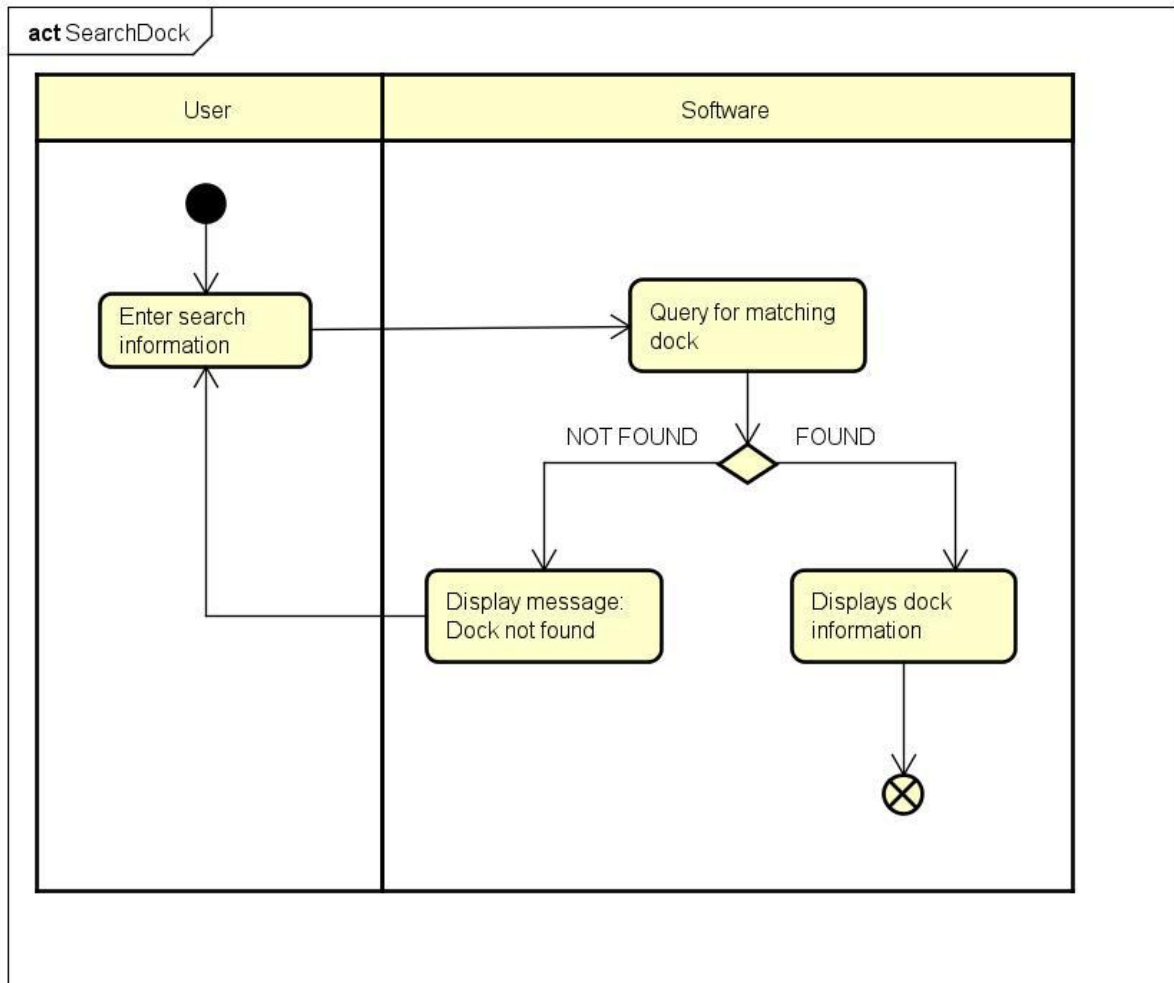 act SearchDock
User
Software
Enter search
information
Query for matching
dock
NOT FOUND
FOUND
Display message:
Dock not found
Displays dock
information